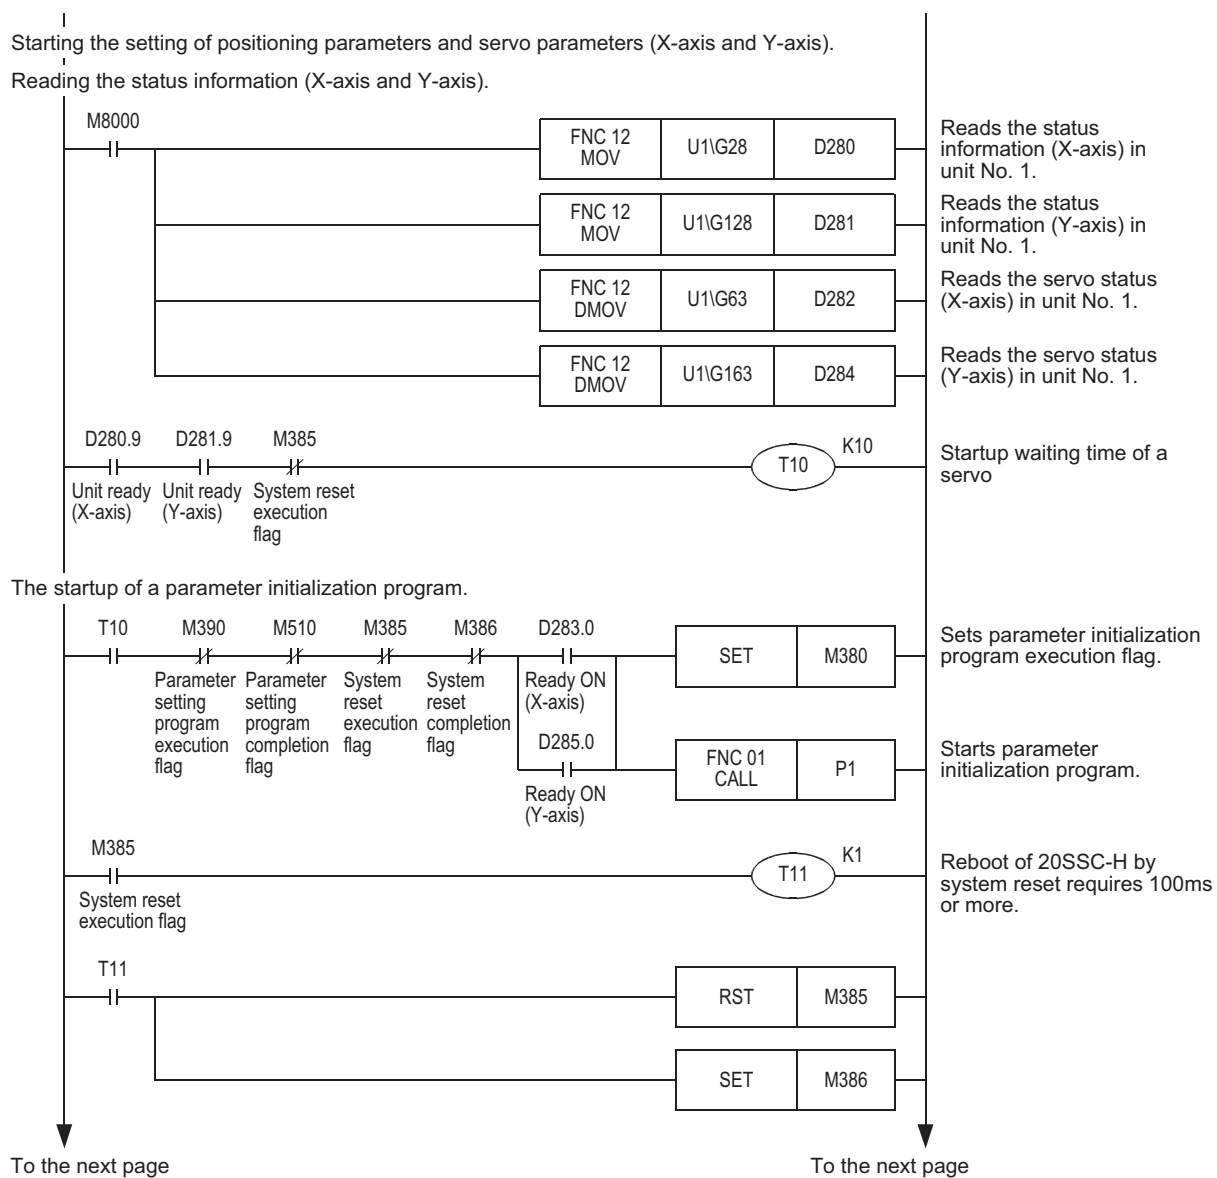 Starting the setting of positioning parameters and servo parameters (X-axis and Y-axis).
Reading the status information (X-axis and Y-axis).
M8000
FNC 12
MOV
U1\G28
D280
Reads the status
information (X-axis) in
unit No. 1.
FNC 12
MOV
U1\G128
D281
Reads the status
information (Y-axis) in
unit No. 1.
FNC 12
DMOV
U1\G63
D282
Reads the servo status
(X-axis) in unit No. 1.
FNC 12
DMOV
U1\G163
D284
Reads the servo status
(Y-axis) in unit No. 1.
D280.9
D281.9
M385
Unit ready
(X-axis)
Unit ready
(Y-axis)
System reset
execution
flag
T10
K10
Startup waiting time of a
servo
The startup of a parameter initialization program.
T10
M390
M510
M385
M386
D283.0
Parameter
setting
program
execution
flag
Parameter
setting
program
completion
flag
System
reset
execution
flag
System
reset
completion
flag
Ready ON
(X-axis)
D285.0
Ready ON
(Y-axis)
SET
M380
Sets parameter initialization
program execution flag.
FNC 01
CALL
P1
Starts parameter
initialization program.
M385
System reset
execution flag
T11
K1
Reboot of 20SSC-H by
system reset requires 100ms
or more.
T11
RST
M385
SET
M386
To the next page
To the next page